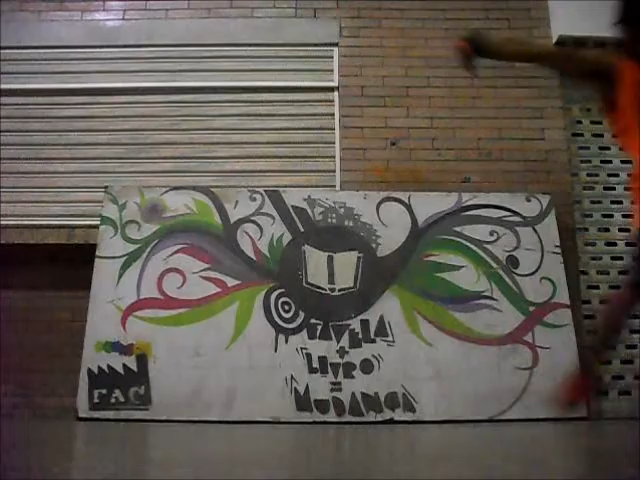 FAVELA
+
"LIVRO"
=
"MUDANÇA"
FAC